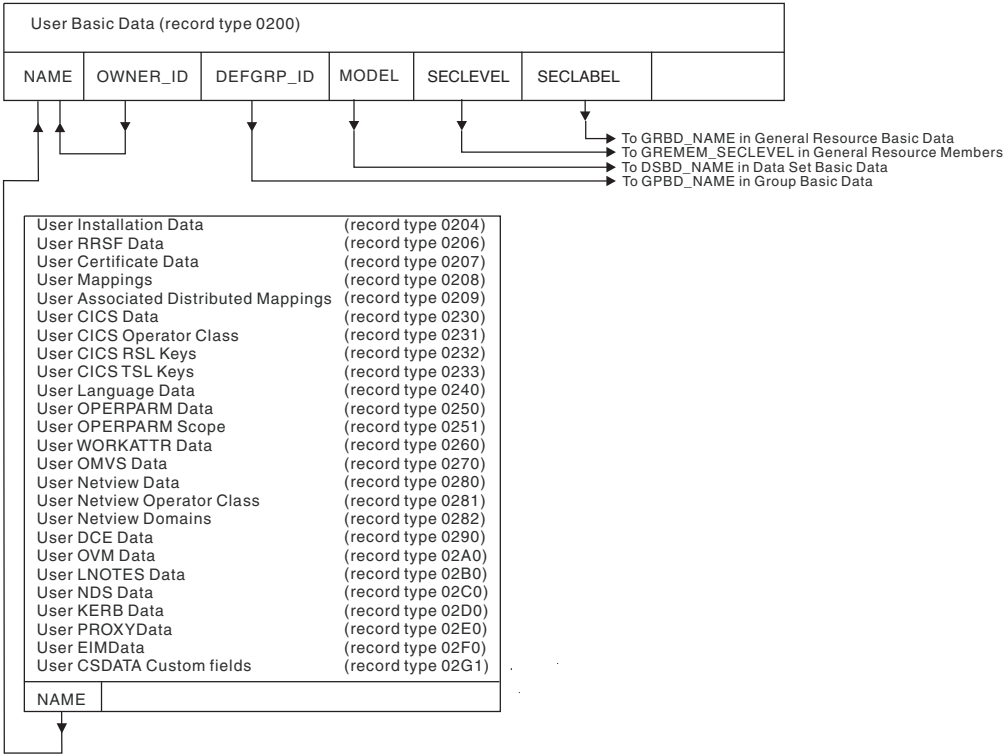 User Basic Data (record type 0200)
NAME OWNER_ID DEFGRP_ID MODEL SECLEVEL SECLABEL
To GRBD_NAME in General Resource Basic Data
To GREMEM_SECLEVEL in General Resource Members
To DSBD_NAME in Data Set Basic Data
To GPBD_NAME in Group Basic Data
User Installation Data (record type 0204)
User RRSF Data (record type 0206)
User Certificate Data (record type 0207)
User Mappings (record type 0208)
User Associated Distributed Mappings (record type 0209)
User CICS Data (record type 0230)
User CICS Operator Class (record type 0231)
User CICS RSL Keys (record type 0232)
User CICS TSL Keys (record type 0233)
User Language Data (record type 0240)
User OPERPARM Data (record type 0250)
User OPERPARM Scope (record type 0251)
User WORKATTR Data (record type 0260)
User OMVS Data (record type 0270)
User Netview Data (record type 0280)
User Netview Operator Class (record type 0281)
User Netview Domains (record type 0282)
User DCE Data (record type 0290)
User OVM Data (record type 02A0)
User LNOTES Data (record type 02B0)
User NDS Data (record type 02C0)
User KERB Data (record type 02D0)
User PROXYData (record type 02E0)
User EIMData (record type 02F0)
User CSDATA Custom fields (record type 02G1)
NAME